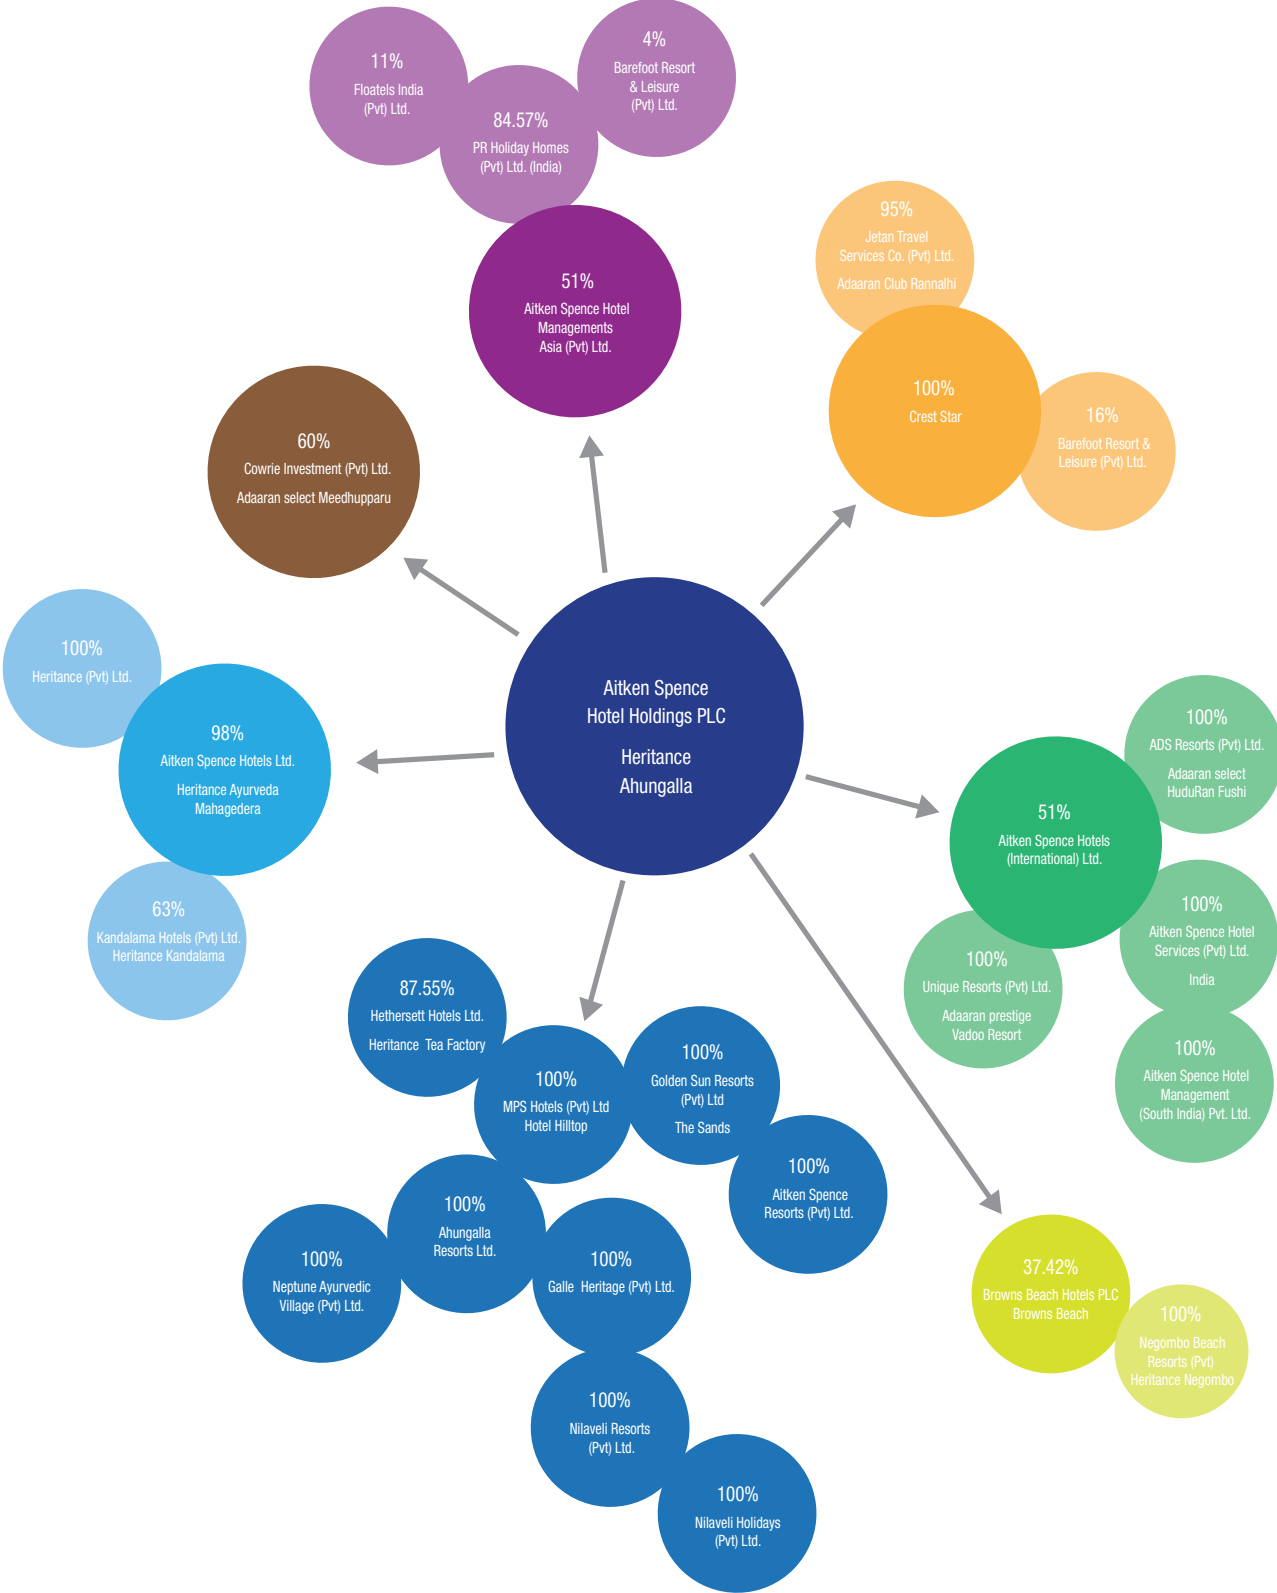 11%
Floatels India
(Pvt) Ltd.
84.57%
PR Holiday Homes
(Pvt) Ltd. (India)
4%
Barefoot Resort
& Leisure
(Pvt) Ltd.
51%
Aitken Spence Hotel
Managements
Asia (Pvt) Ltd.
95%
Jetan Travel
Services Co. (Pvt) Ltd.
Adaaran Club Rannalhi
100%
Crest Star
16%
Barefoot Resort &
Leisure (Pvt) Ltd.
60%
Cowrie Investment (Pvt) Ltd.
Adaaran select Meedhupparu
Aitken Spence
Hotel Holdings PLC
Heritance
Ahungalla
100%
Heritance (Pvt) Ltd.
98%
Aitken Spence Hotels Ltd.
Heritance Ayurveda
Mahagedera
63%
Kandalama Hotels (Pvt) Ltd.
Heritance Kandalama
100%
ADS Resorts (Pvt) Ltd.
Adaaran select
HuduRan Fushi
51%
Aitken Spence Hotels
(International) Ltd.
100%
Aitken Spence Hotel
Services (Pvt) Ltd.
India
100%
Unique Resorts (Pvt) Ltd.
Adaaran prestige
Vadoo Resort
100%
Aitken Spence Hotel
Management
(South India) Pvt. Ltd.
87.55%
Hethersett Hotels Ltd.
Heritance Tea Factory
100%
MPS Hotels (Pvt) Ltd
Hotel Hilltop
100%
Golden Sun Resorts
(Pvt) Ltd
The Sands
100%
Aitken Spence
Resorts (Pvt) Ltd.
100%
Ahungalla
Resorts Ltd.
100%
Neptune Ayurvedic
Village (Pvt) Ltd.
100%
Galle Heritage (Pvt) Ltd.
100%
Nilaveli Resorts
(Pvt) Ltd.
100%
Nilaveli Holidays
(Pvt) Ltd.
37.42%
Browns Beach Hotels PLC
Browns Beach
100%
Negombo Beach
Resorts (Pvt)
Heritance Negombo